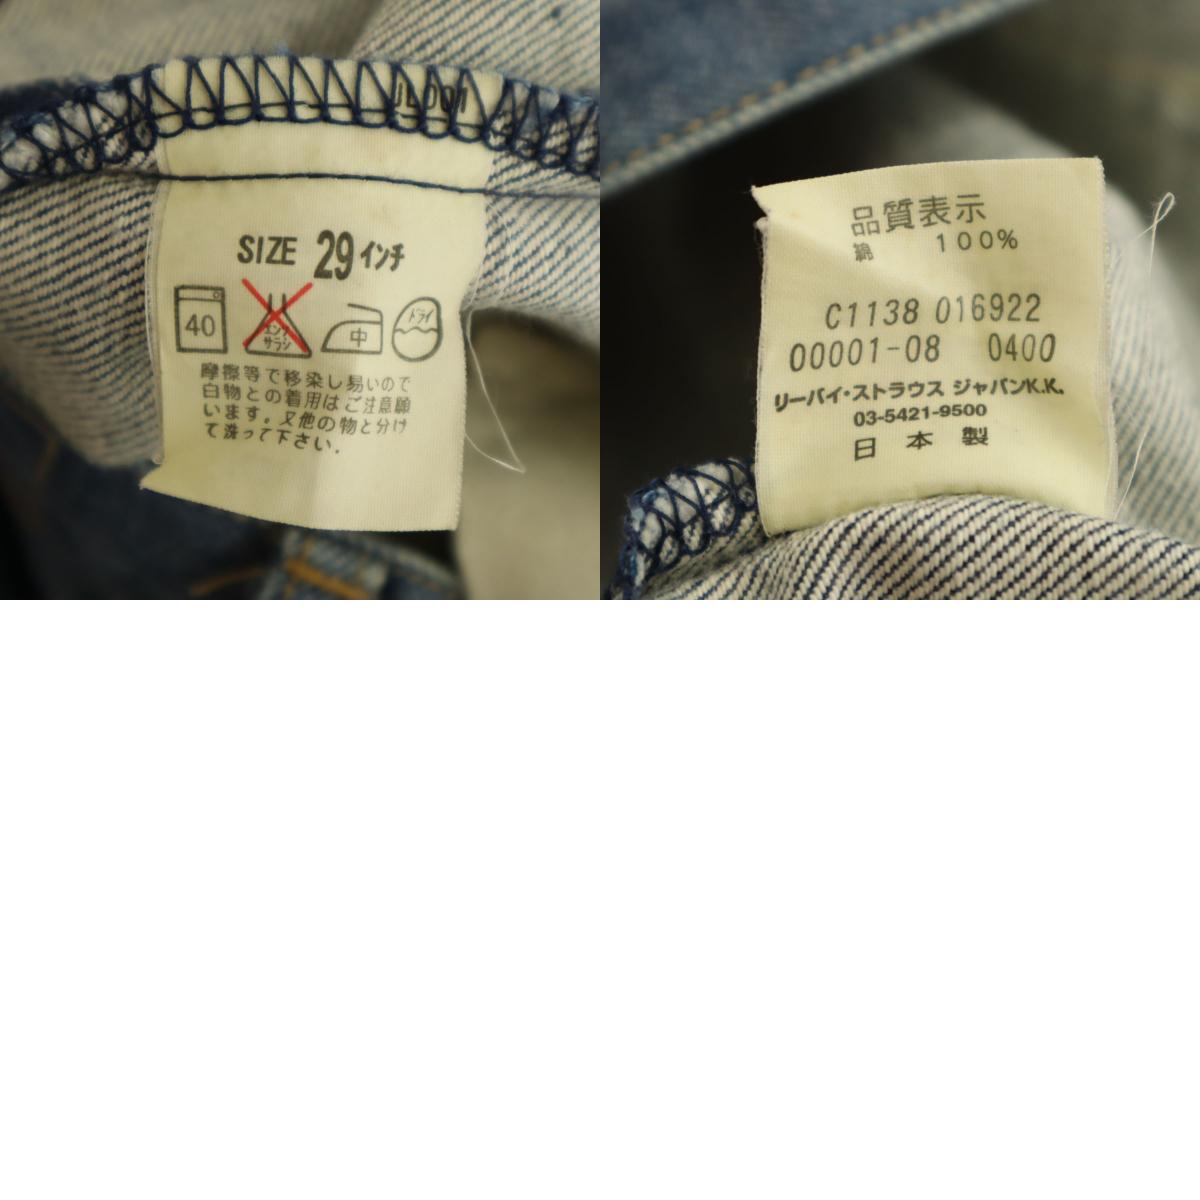 SIZE 29インチ
40
エンソ
サラシ
中
ドライ
摩擦等で移染し易いので
白物との着用はご注意願
います。又他の物と分け
て洗って下さい.
品質表示
綿 100%
C1138 016922
00001-08 0400
リーバイ・ストラウス ジャパンK.K.
03-5421-9500
日本製